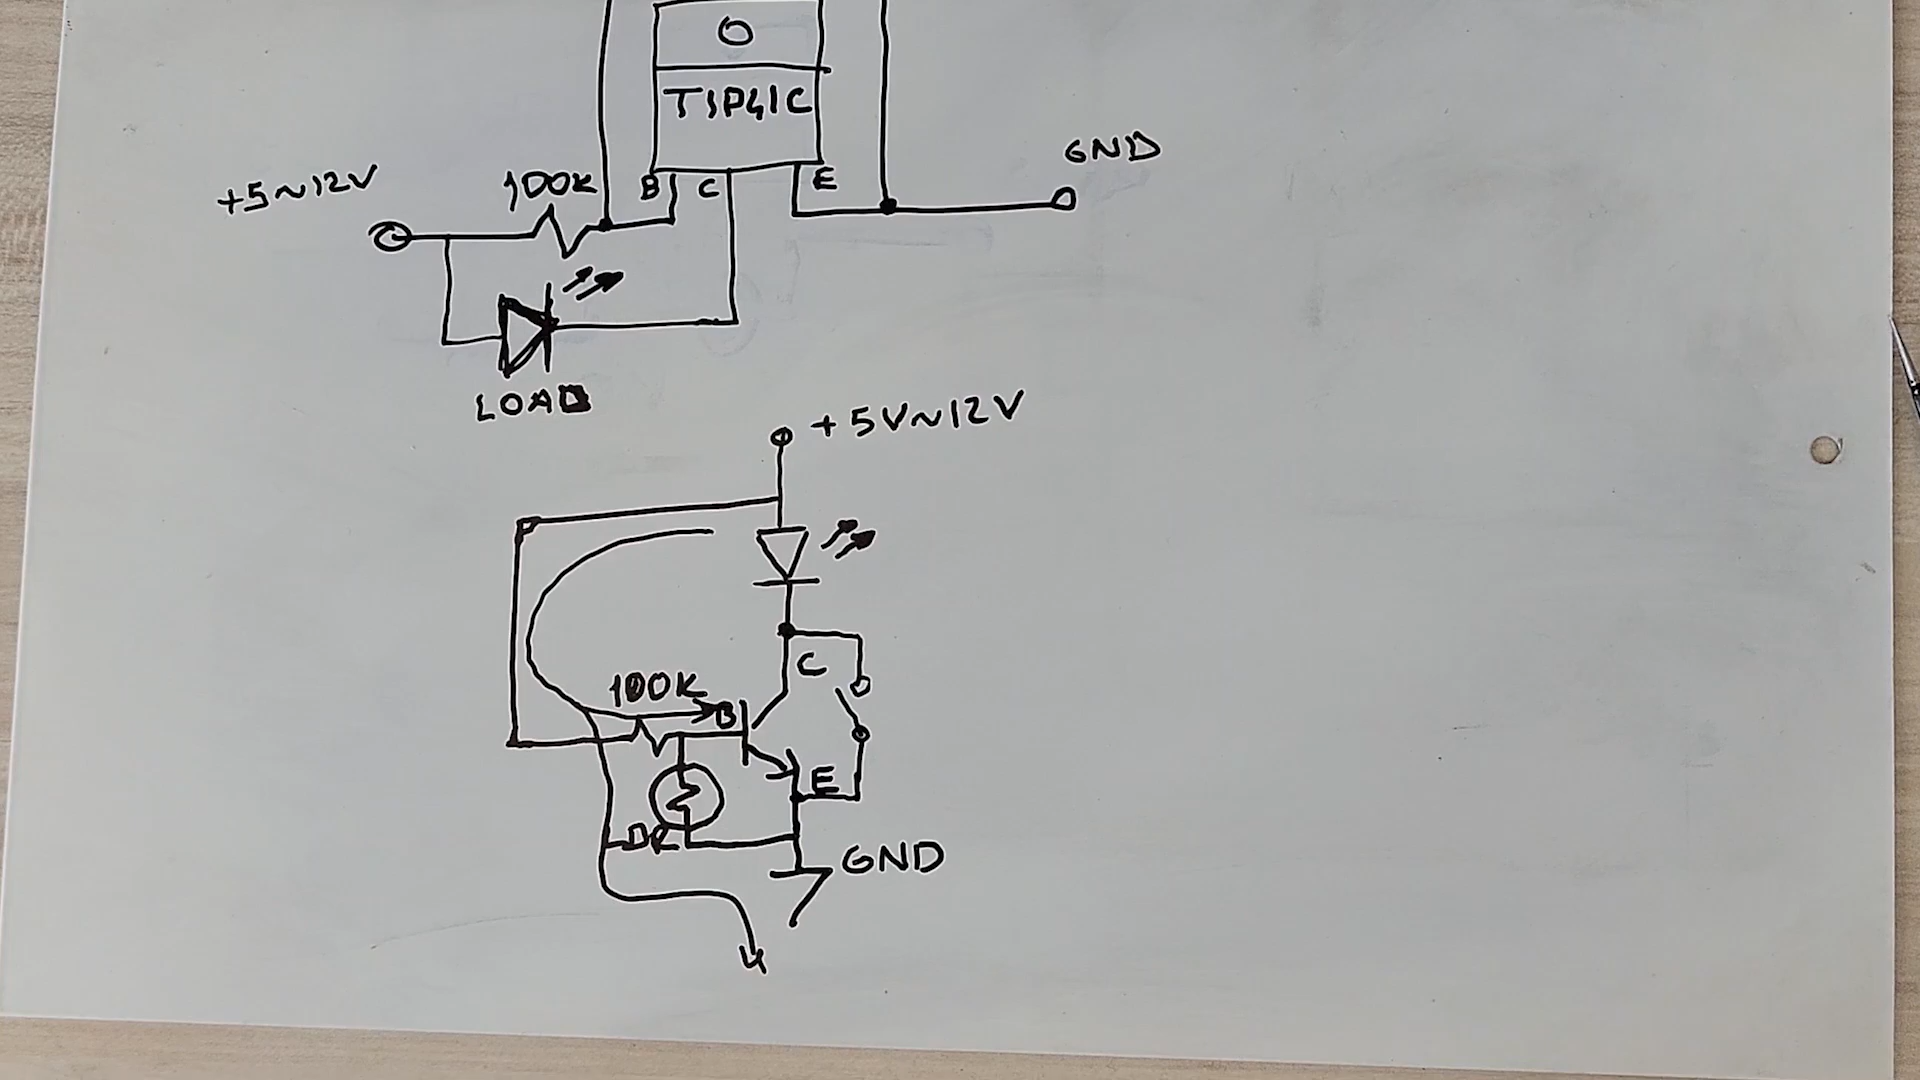 TIP41C
GND
+5~12V
100K
B C E
LOAD
+5V~12V
C
100K
B
E
GND